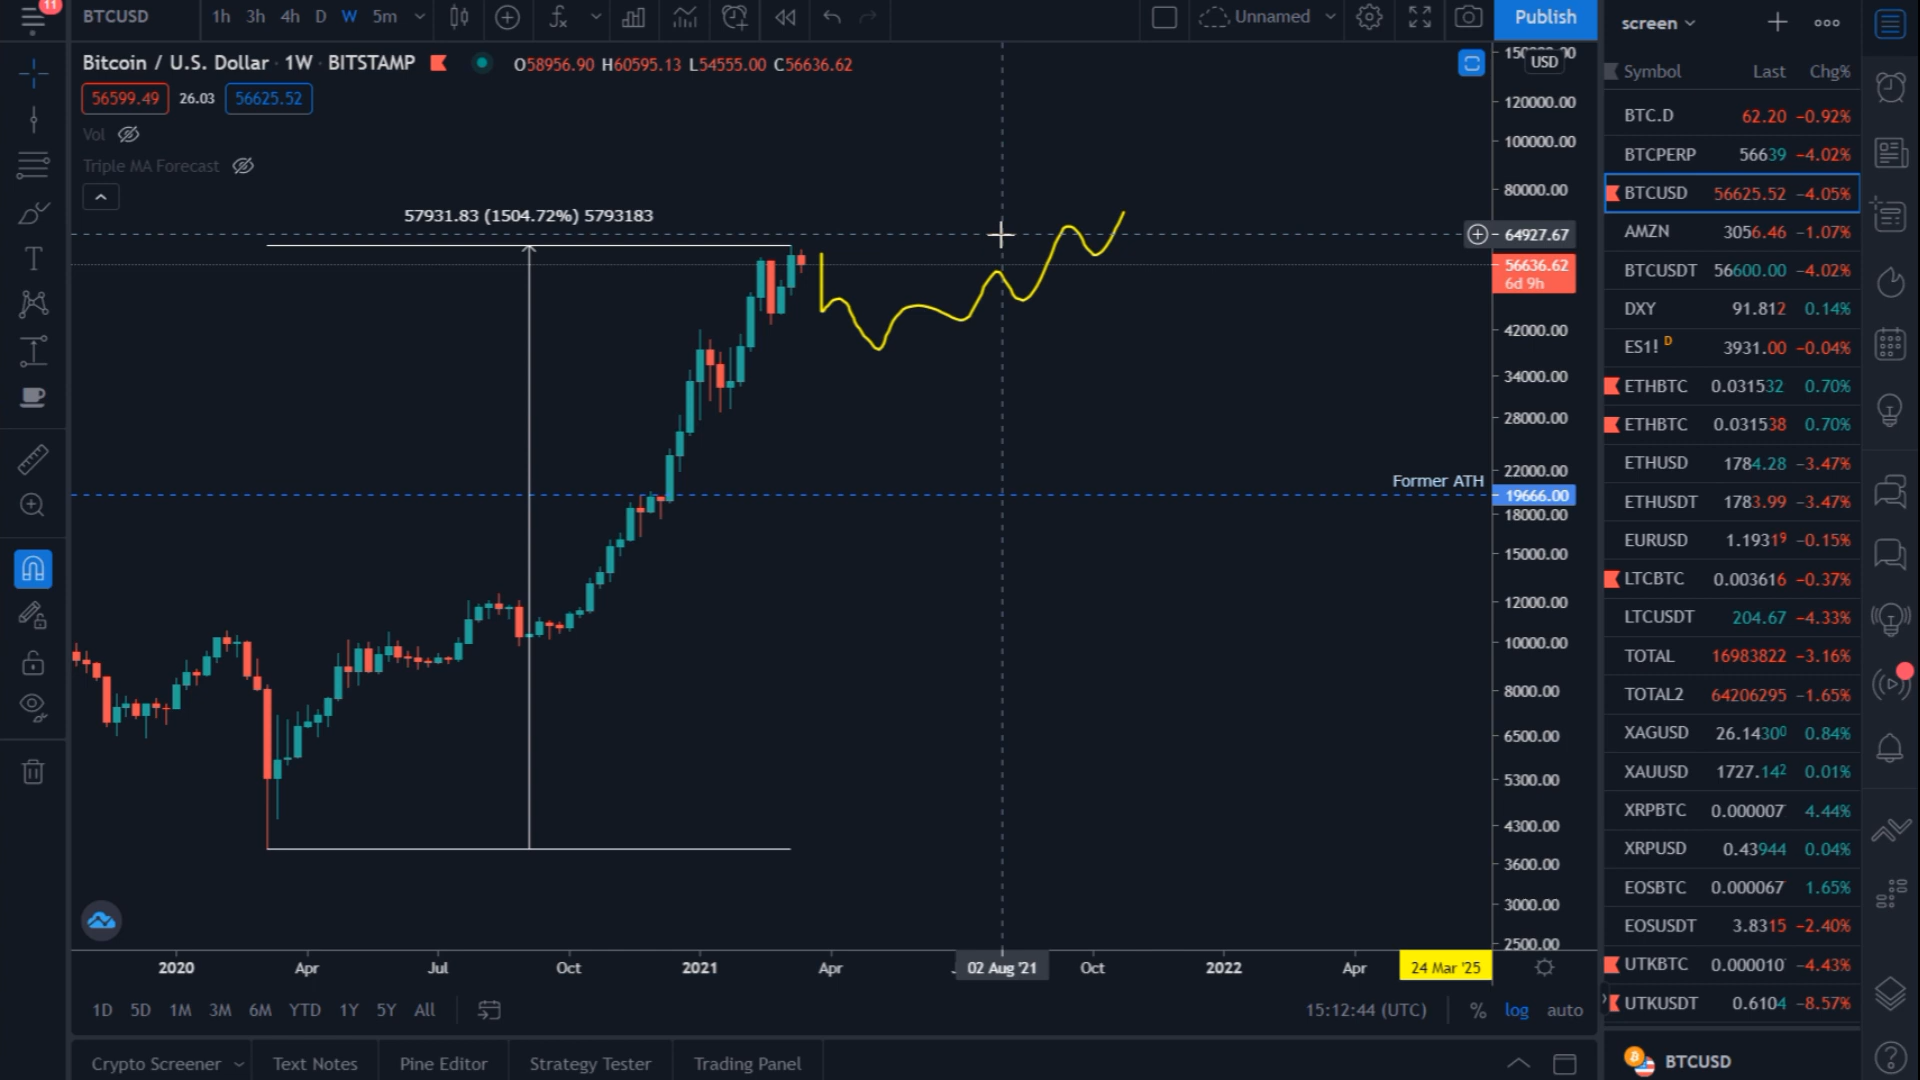 11
BTCUSD 1h 3h 4h D W 5m Unnamed Publish
Bitcoin / U.S. Dollar · 1W · BITSTAMP O58956.90 H60595.13 L54555.00 C56636.62
56599.49 26.03 56625.52
Vol
Triple MA Forecast
57931.83 (1504.72%) 5793183
USD
120000.00
100000.00
80000.00
64927.67
56636.62
6d 9h
42000.00
34000.00
28000.00
22000.00
Former ATH 19666.00
18000.00
15000.00
12000.00
10000.00
8000.00
6500.00
5300.00
4300.00
3600.00
3000.00
2500.00
2020 Apr Jul Oct 2021 Apr 02 Aug '21 Oct 2022 Apr 24 Mar '25
1D 5D 1M 3M 6M YTD 1Y 5Y All 15:12:44 (UTC) % log auto
Crypto Screener Text Notes Pine Editor Strategy Tester Trading Panel
screen
Symbol Last Chg%
BTC.D 62.20 −0.92%
BTCPERP 56639 −4.02%
BTCUSD 56625.52 −4.05%
AMZN 3056.46 −1.07%
BTCUSDT 56600.00 −4.02%
DXY 91.812 0.14%
ES1! D 3931.00 −0.04%
ETHBTC 0.031532 0.70%
ETHBTC 0.031538 0.70%
ETHUSD 1784.28 −3.47%
ETHUSDT 1783.99 −3.47%
EURUSD 1.19319 −0.15%
LTCBTC 0.003616 −0.37%
LTCUSDT 204.67 −4.33%
TOTAL 16983822 −3.16%
TOTAL2 64206295 −1.65%
XAGUSD 26.1430⁰ 0.84%
XAUUSD 1727.14² 0.01%
XRPBTC 0.000007 4.44%
XRPUSD 0.43944 0.04%
EOSBTC 0.000067 1.65%
EOSUSDT 3.8315 −2.40%
UTKBTC 0.000010 −4.43%
UTKUSDT 0.6104 −8.57%
BTCUSD